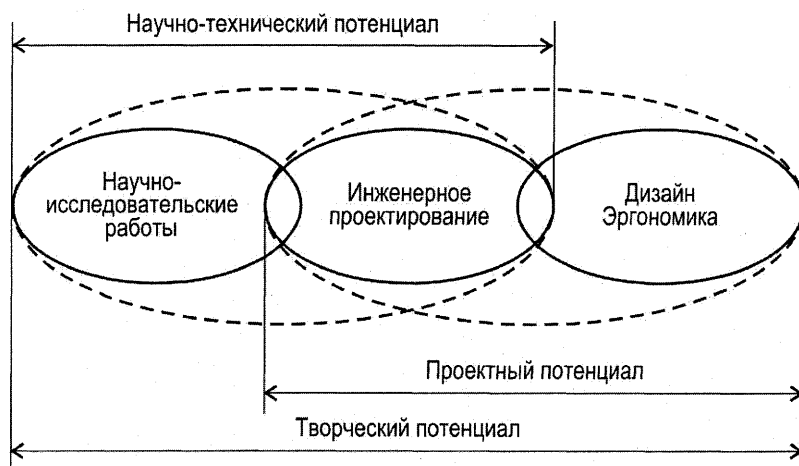 Научно-технический потенциал
Научно-
исследовательские
работы
Инженерное
проектирование
Дизайн
Эргономика
Проектный потенциал
Творческий потенциал